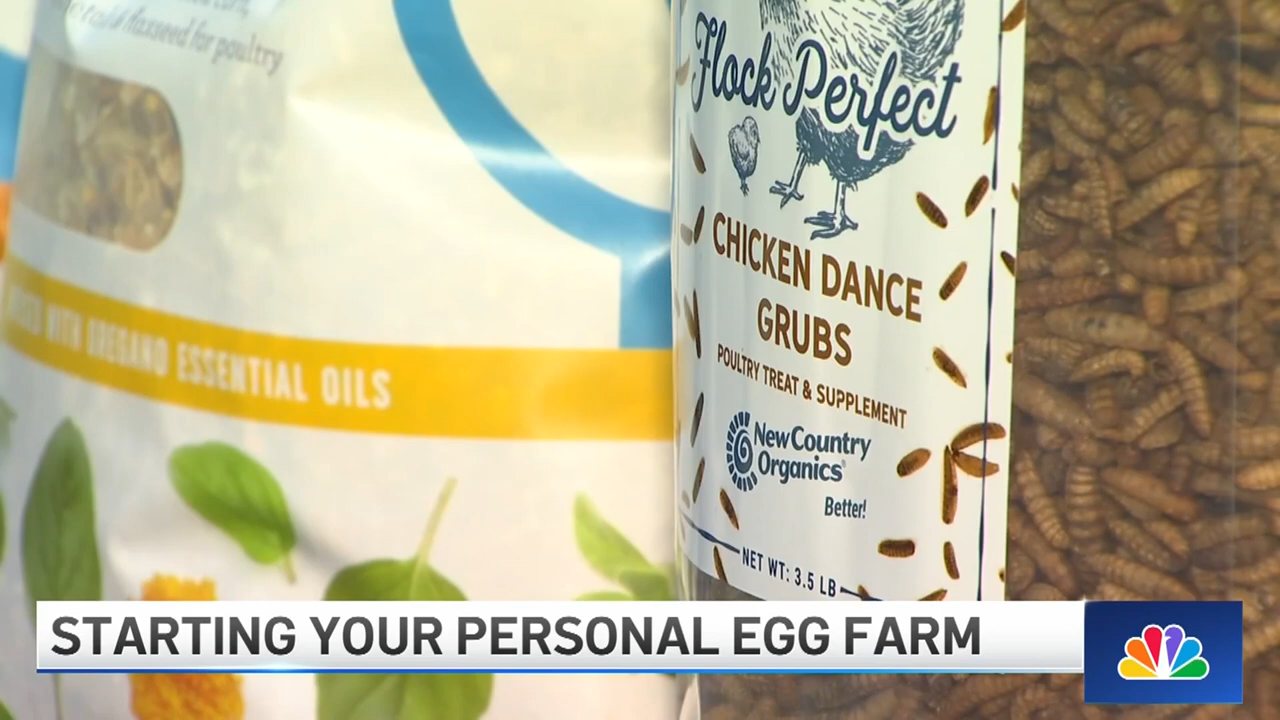 flaxseed for poultry
WITH OREGANO ESSENTIAL OILS
Flock Perfect
CHICKEN DANCE
GRUBS
POULTRY TREAT & SUPPLEMENT
New Country
Organics®
Better!
NET WT: 3.5 LB
STARTING YOUR PERSONAL EGG FARM